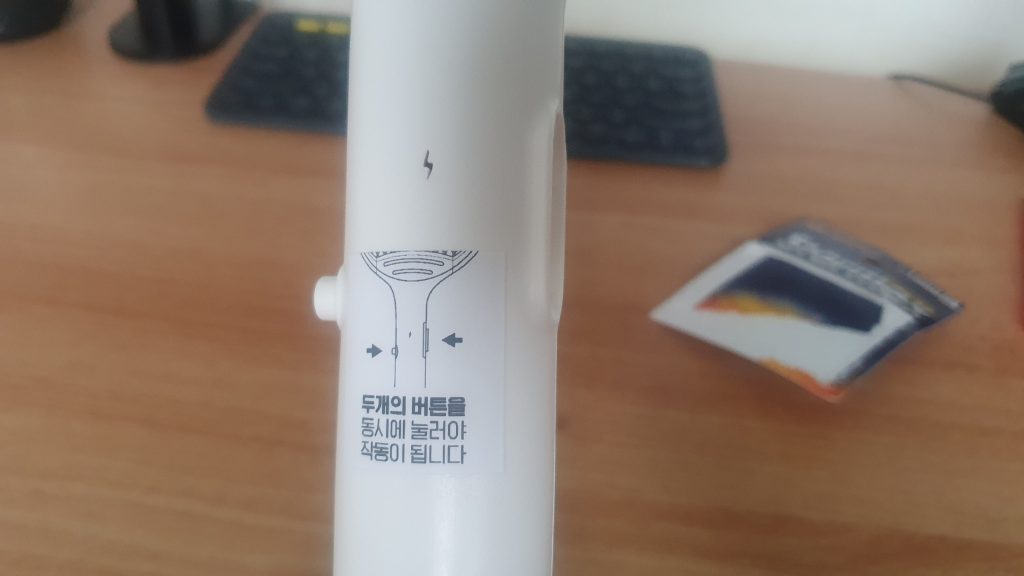 두개의 버튼을
동시에 눌러야
작동이 됩니다